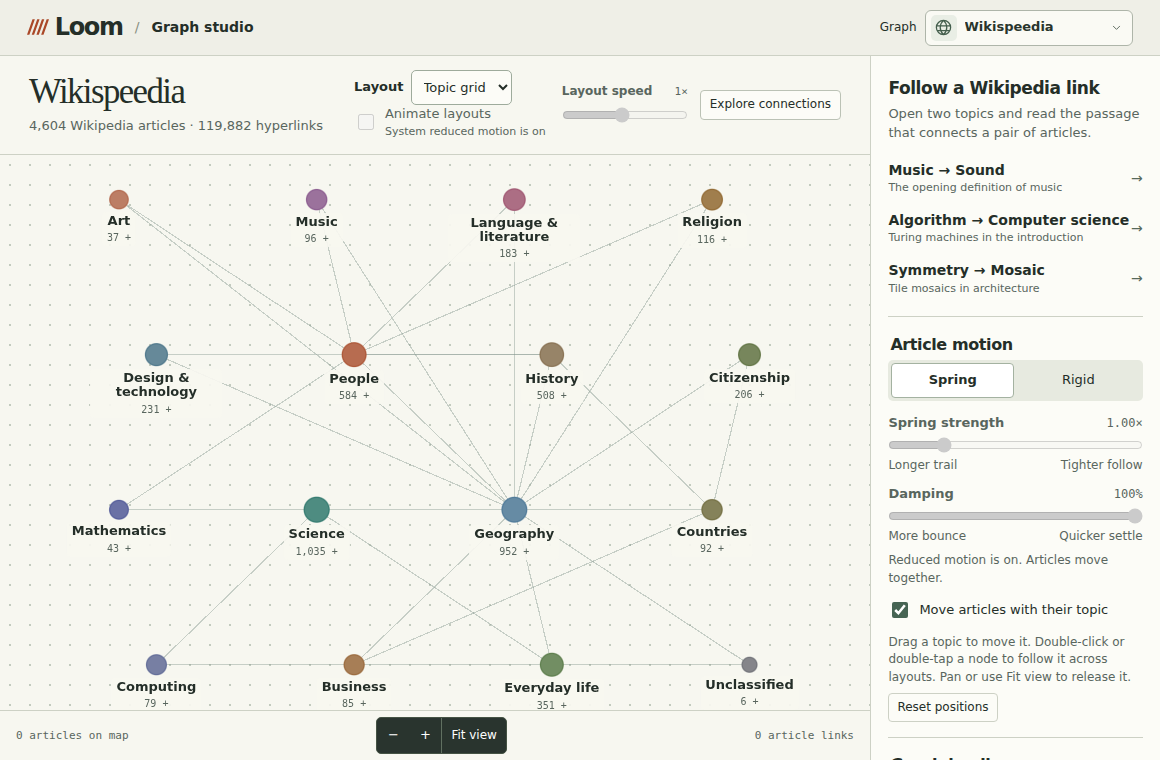 Loom / Graph studio
Graph Wikispeedia
Wikispeedia
4,604 Wikipedia articles · 119,882 hyperlinks
Layout Topic grid
Animate layouts
System reduced motion is on
Layout speed 1×
Explore connections
Art
37 +
Music
96 +
Language &
literature
183 +
Religion
116 +
Design &
technology
231 +
People
584 +
History
508 +
Citizenship
206 +
Mathematics
43 +
Science
1,035 +
Geography
952 +
Countries
92 +
Computing
79 +
Business
85 +
Everyday life
351 +
Unclassified
6 +
0 articles on map
− + Fit view
0 article links
Follow a Wikipedia link
Open two topics and read the passage
that connects a pair of articles.
Music → Sound
The opening definition of music
→
Algorithm → Computer science
Turing machines in the introduction
→
Symmetry → Mosaic
Tile mosaics in architecture
→
Article motion
Spring Rigid
Spring strength 1.00×
Longer trail Tighter follow
Damping 100%
More bounce Quicker settle
Reduced motion is on. Articles move
together.
Move articles with their topic
Drag a topic to move it. Double-click or
double-tap a node to follow it across
layouts. Pan or use Fit view to release it.
Reset positions